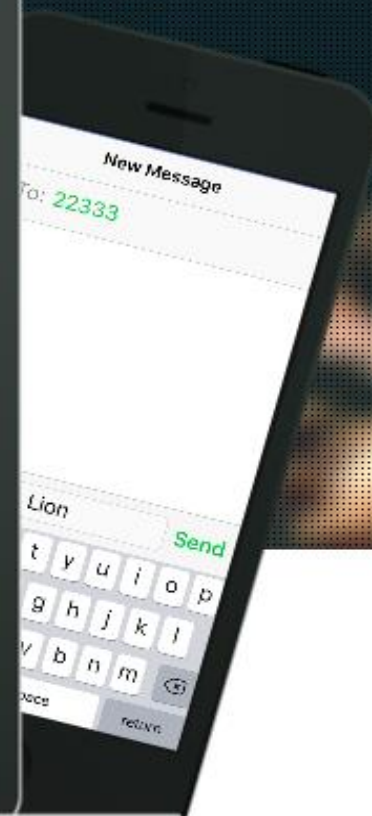 New Message
To: 22333
Lion
Send
t y u i o p
g h j k l
v b n m
return